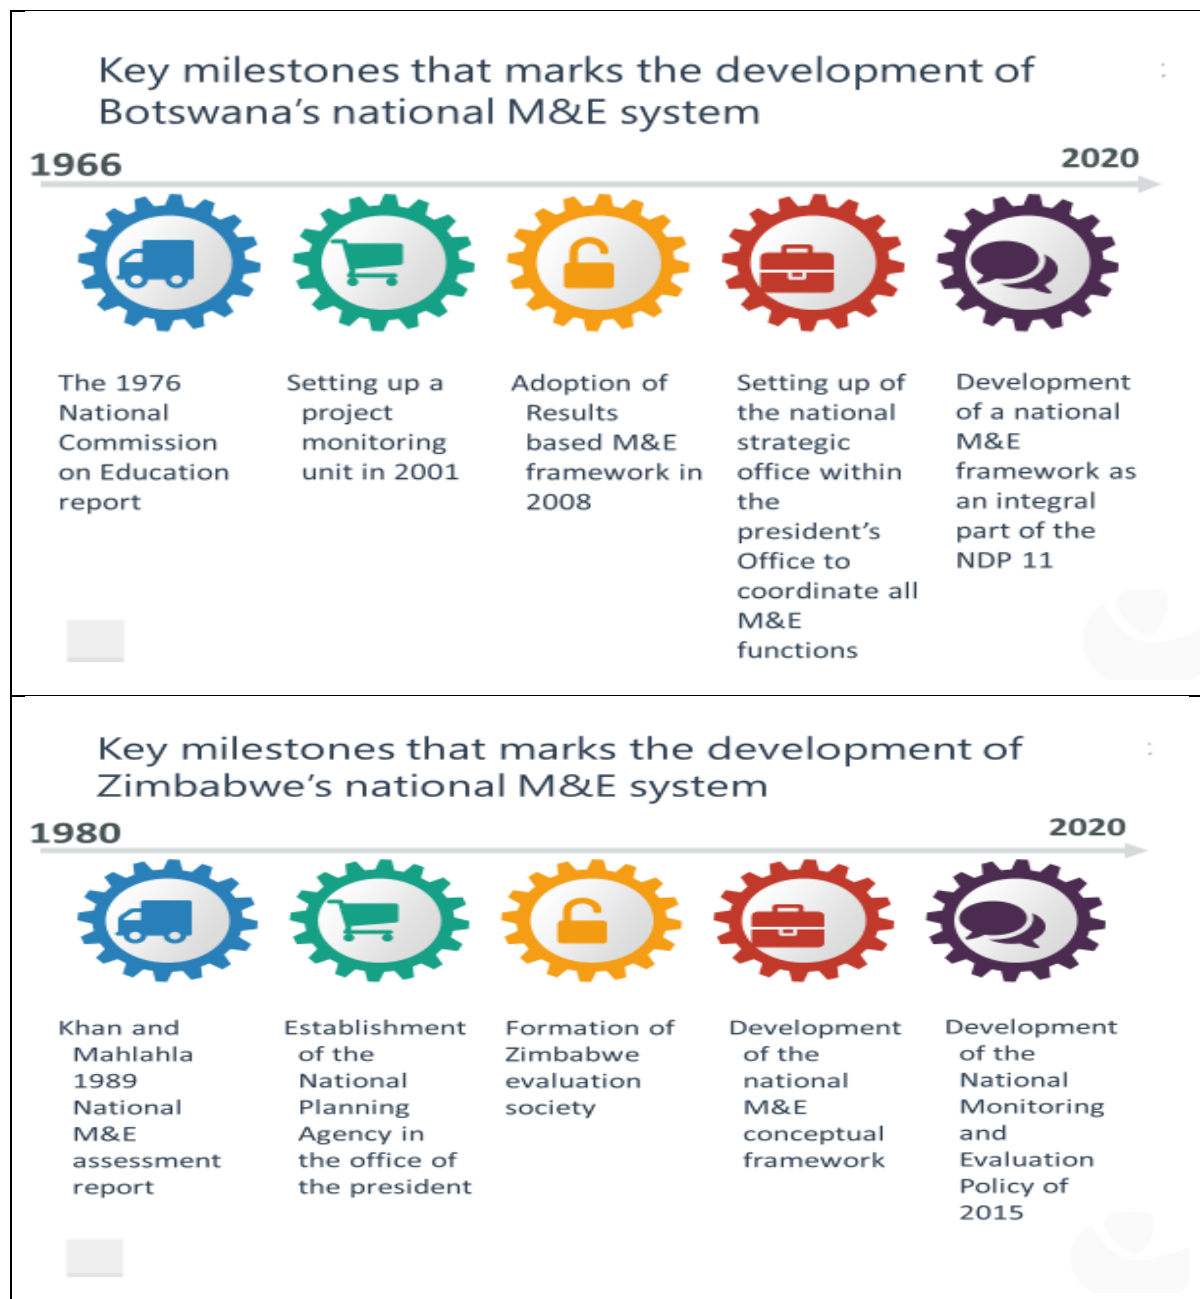 Key milestones that marks the development of
Botswana's national M&E system
:
1966
2020
The 1976
National
Commission
on Education
report
Setting up a
project
monitoring
unit in 2001
Adoption of
Results
based M&E
framework in
2008
Setting up of
the national
strategic
office within
the
president's
Office to
coordinate all
M&E
functions
Development
of a national
M&E
framework as
an integral
part of the
NDP 11
Key milestones that marks the development of
Zimbabwe's national M&E system
:
1980
2020
Khan and
Mahlahla
1989
National
M&E
assessment
report
Establishment
of the
National
Planning
Agency in
the office of
the president
Formation of
Zimbabwe
evaluation
society
Development
of the
national
M&E
conceptual
framework
Development
of the
National
Monitoring
and
Evaluation
Policy of
2015